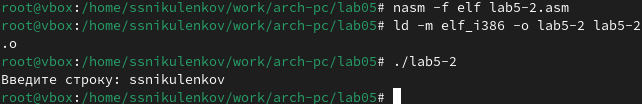 root@vbox:/home/ssnikulenkov/work/arch-pc/lab05# nasm -f elf lab5-2.asm
root@vbox:/home/ssnikulenkov/work/arch-pc/lab05# ld -m elf_i386 -o lab5-2 lab5-2
.o
root@vbox:/home/ssnikulenkov/work/arch-pc/lab05# ./lab5-2
Введите строку: ssnikulenkov
root@vbox:/home/ssnikulenkov/work/arch-pc/lab05#